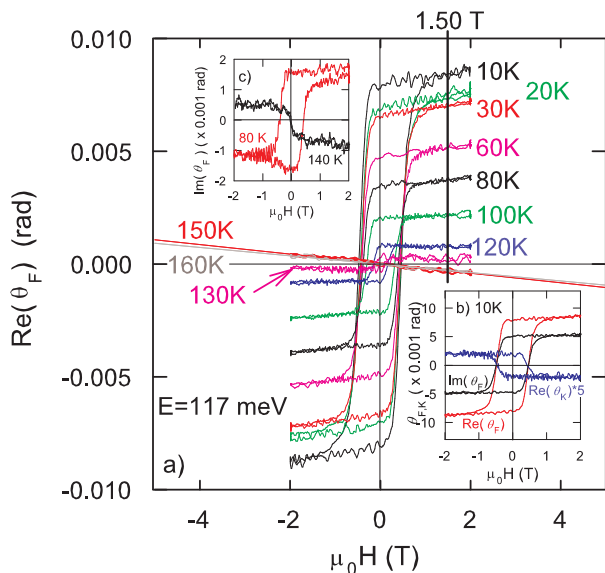 1.50 T
0.010
0.005
0.000
-0.005
-0.010
Re(θF) (rad)
-4
-2
0
2
4
μ0H (T)
a)
E=117 meV
10K
20K
30K
60K
80K
100K
120K
150K
160K
130K
c)
2
1
0
-1
-2
Im(θF) ( x 0.001 rad)
80 K
140 K
-2
-1
0
1
2
μ0H (T)
b) 10K
10
5
0
-5
-10
θF,K ( x 0.001 rad)
Im(θF)
Re(θK)*5
Re(θF)
-2
-1
0
1
2
μ0H (T)